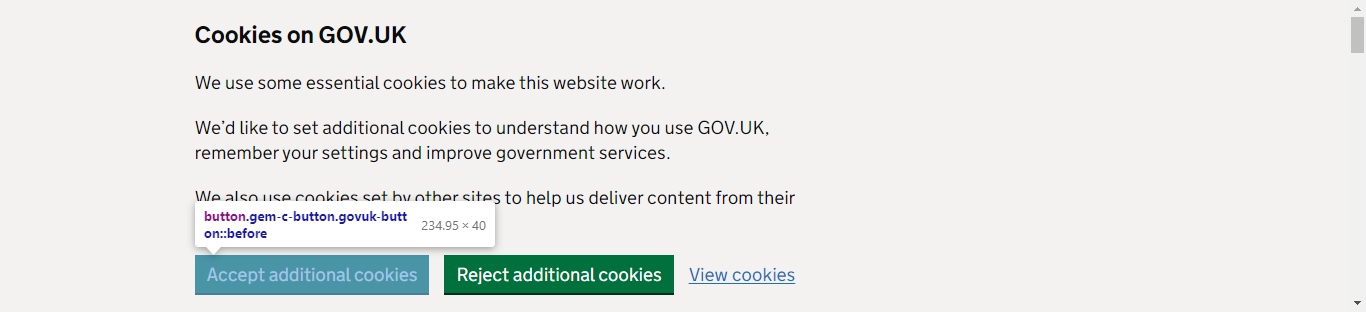 Cookies on GOV.UK
We use some essential cookies to make this website work.
We'd like to set additional cookies to understand how you use GOV.UK,
remember your settings and improve government services.
We also use cookies set by other sites to help us deliver content from their
button.gem-c-button.govuk-butt
on::before
234.95 × 40
Accept additional cookies
Reject additional cookies
View cookies